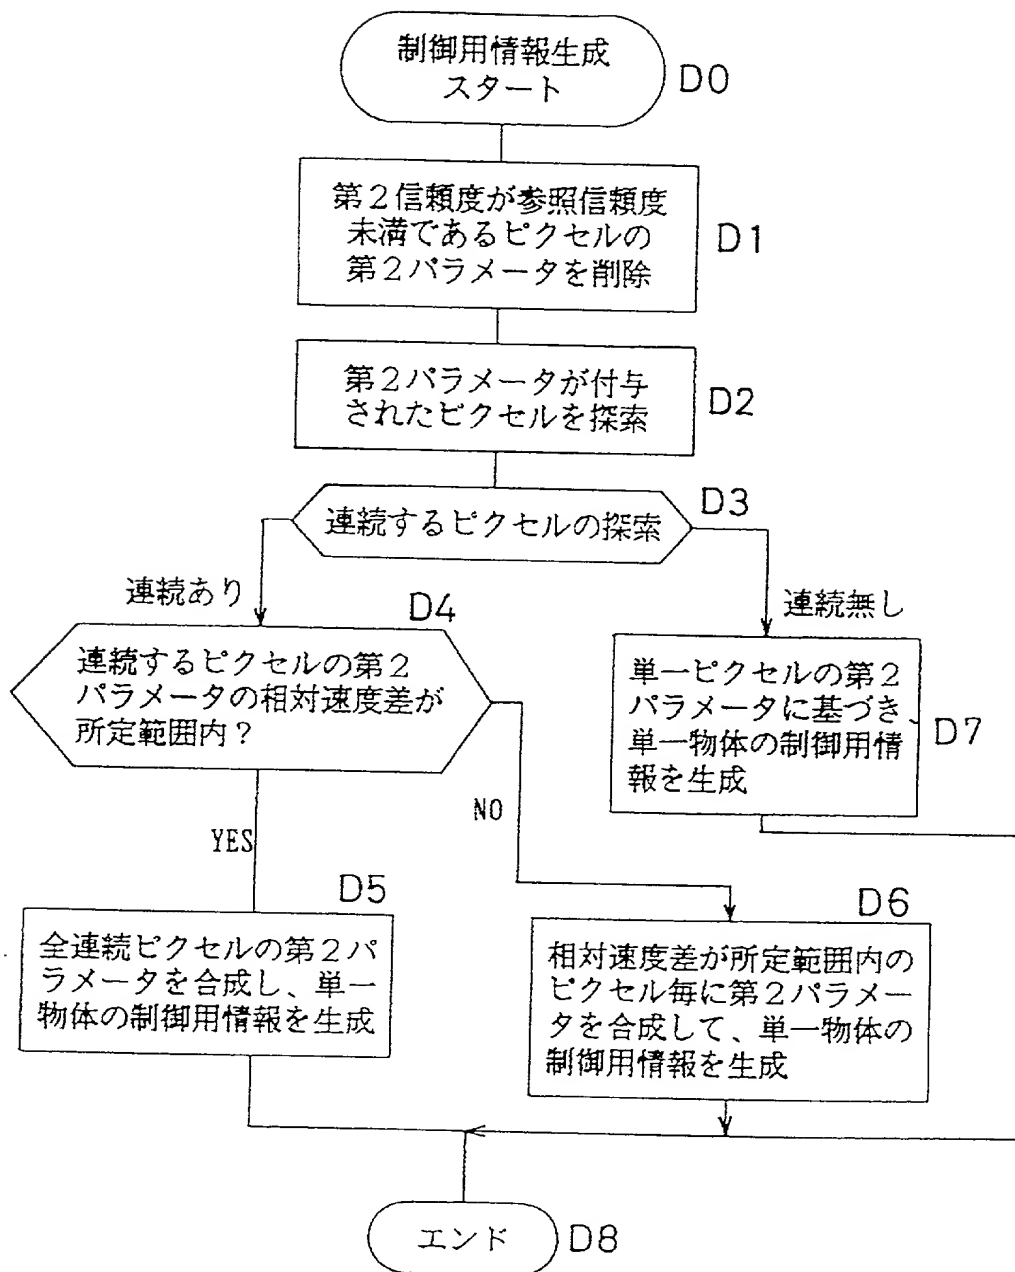 制御用情報生成
スタート
D0
第2信頼度が参照信頼度
未満であるピクセルの
第2パラメータを削除
D1
第2パラメータが付与
されたピクセルを探索
D2
連続するピクセルの探索
D3
連続あり
連続無し
D4
連続するピクセルの第2
パラメータの相対速度差が
所定範囲内？
単一ピクセルの第2
パラメータに基づき、
単一物体の制御用情
報を生成
D7
YES
NO
D5
全連続ピクセルの第2パ
ラメータを合成し、単一
物体の制御用情報を生成
D6
相対速度差が所定範囲内の
ピクセル毎に第2パラメー
タを合成して、単一物体の
制御用情報を生成
エンド
D8